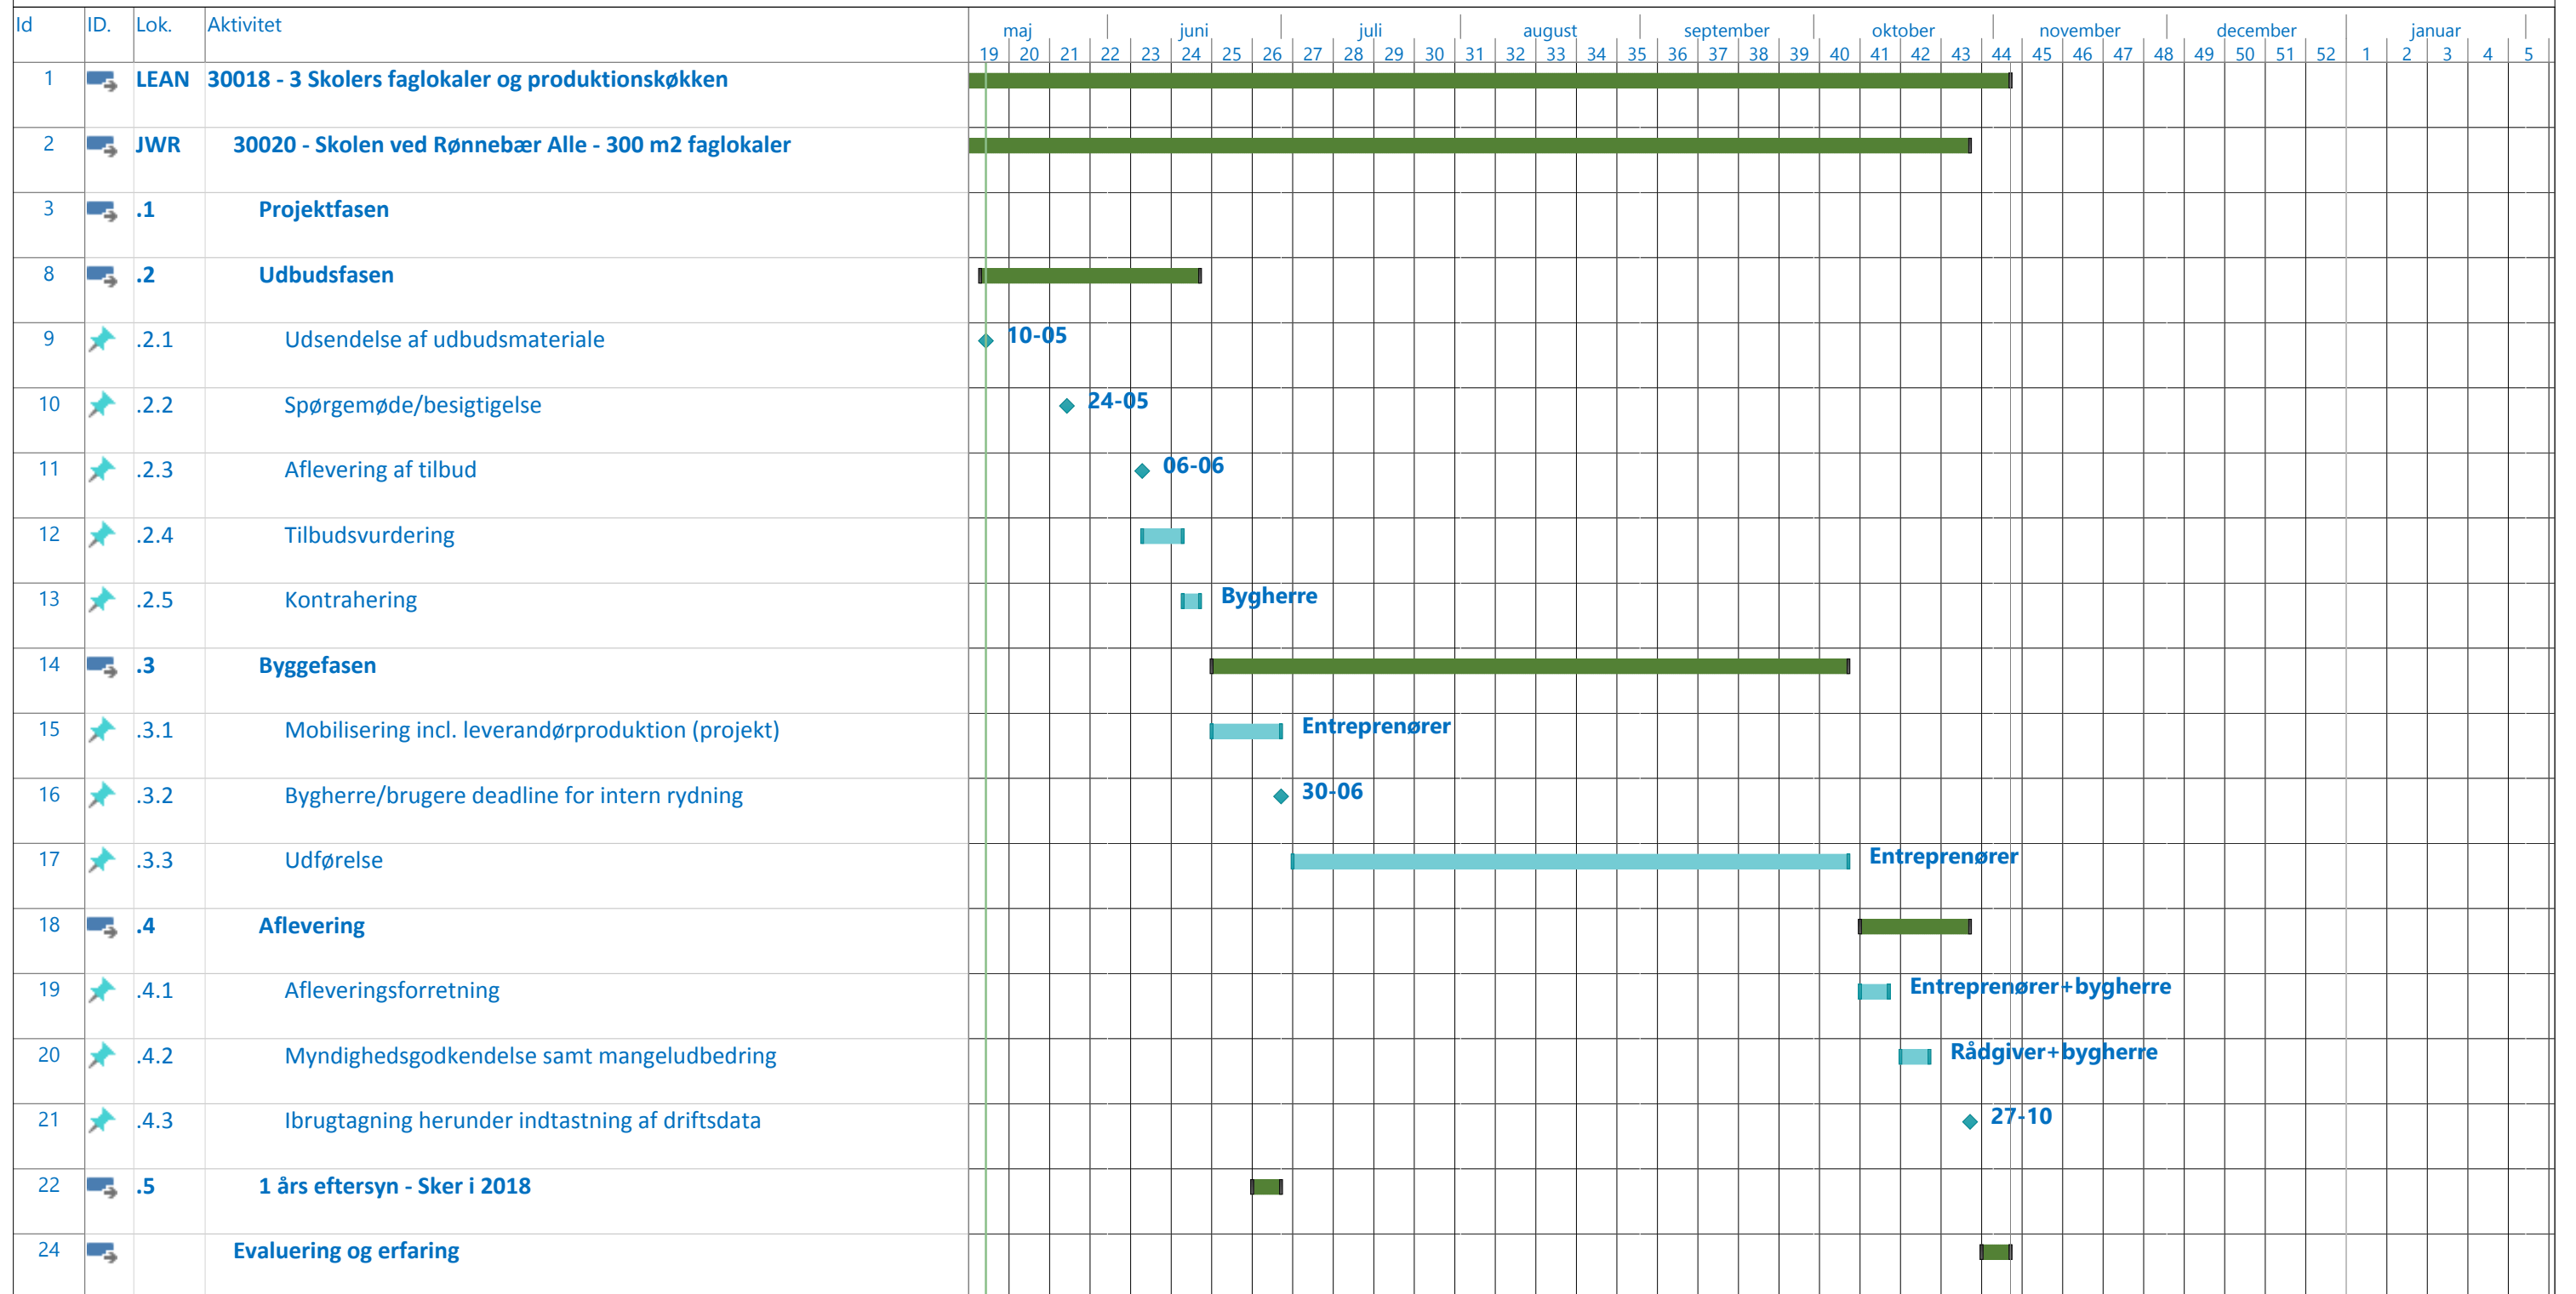 Id ID. Lok. Aktivitet maj juni juli august september oktober november december januar
19 20 21 22 23 24 25 26 27 28 29 30 31 32 33 34 35 36 37 38 39 40 41 42 43 44 45 46 47 48 49 50 51 52 1 2 3 4 5
1 LEAN 30018 - 3 Skolers faglokaler og produktionskøkken
2 JWR 30020 - Skolen ved Rønnebær Alle - 300 m2 faglokaler
3 .1 Projektfasen
8 .2 Udbudsfasen
9 .2.1 Udsendelse af udbudsmateriale 10-05
10 .2.2 Spørgemøde/besigtigelse 24-05
11 .2.3 Aflevering af tilbud 06-06
12 .2.4 Tilbudsvurdering
13 .2.5 Kontrahering Bygherre
14 .3 Byggefasen
15 .3.1 Mobilisering incl. leverandørproduktion (projekt) Entreprenører
16 .3.2 Bygherre/brugere deadline for intern rydning 30-06
17 .3.3 Udførelse Entreprenører
18 .4 Aflevering
19 .4.1 Afleveringsforretning Entreprenører+bygherre
20 .4.2 Myndighedsgodkendelse samt mangeludbedring Rådgiver+bygherre
21 .4.3 Ibrugtagning herunder indtastning af driftsdata 27-10
22 .5 1 års eftersyn - Sker i 2018
24 Evaluering og erfaring